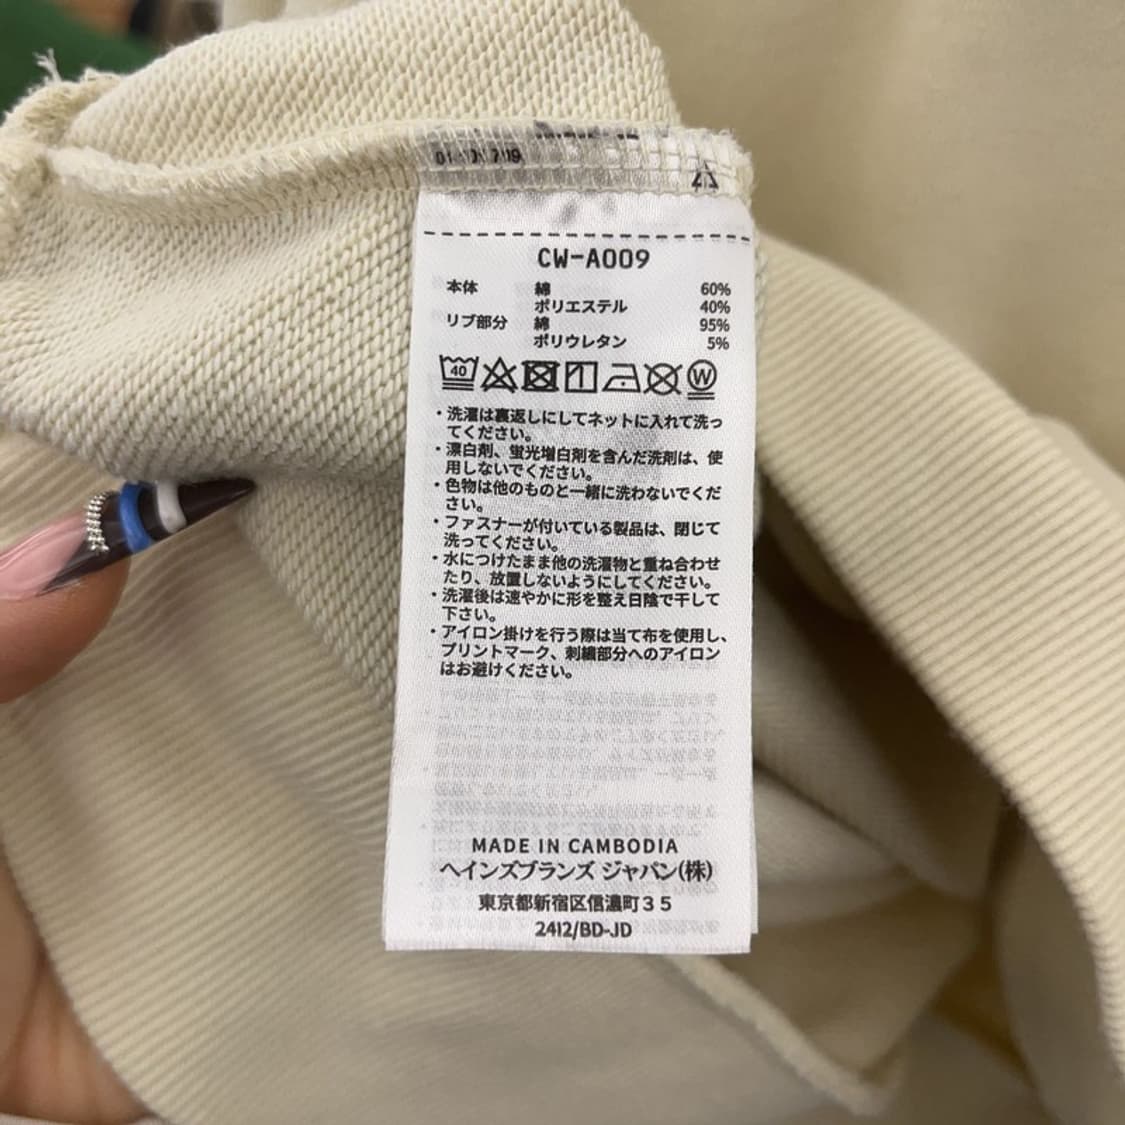 CW-A009
本体 綿 60%
ポリエステル 40%
リブ部分 綿 95%
ポリウレタン 5%
40 W
・洗濯は裏返しにしてネットに入れて洗っ
てください。
・漂白剤、蛍光増白剤を含んだ洗剤は、使
用しないでください。
・色物は他のものと一緒に洗わないでくだ
さい。
・ファスナーが付いている製品は、閉じて
洗ってください。
・水につけたまま他の洗濯物と重ね合わせ
たり、放置しないようにしてください。
・洗濯後は速やかに形を整え日陰で干して
下さい。
・アイロン掛けを行う際は当て布を使用し、
プリントマーク、刺繍部分へのアイロン
はお避けください。
MADE IN CAMBODIA
ヘインズブランズ ジャパン(株)
東京都新宿区信濃町35
2412/BD-JD